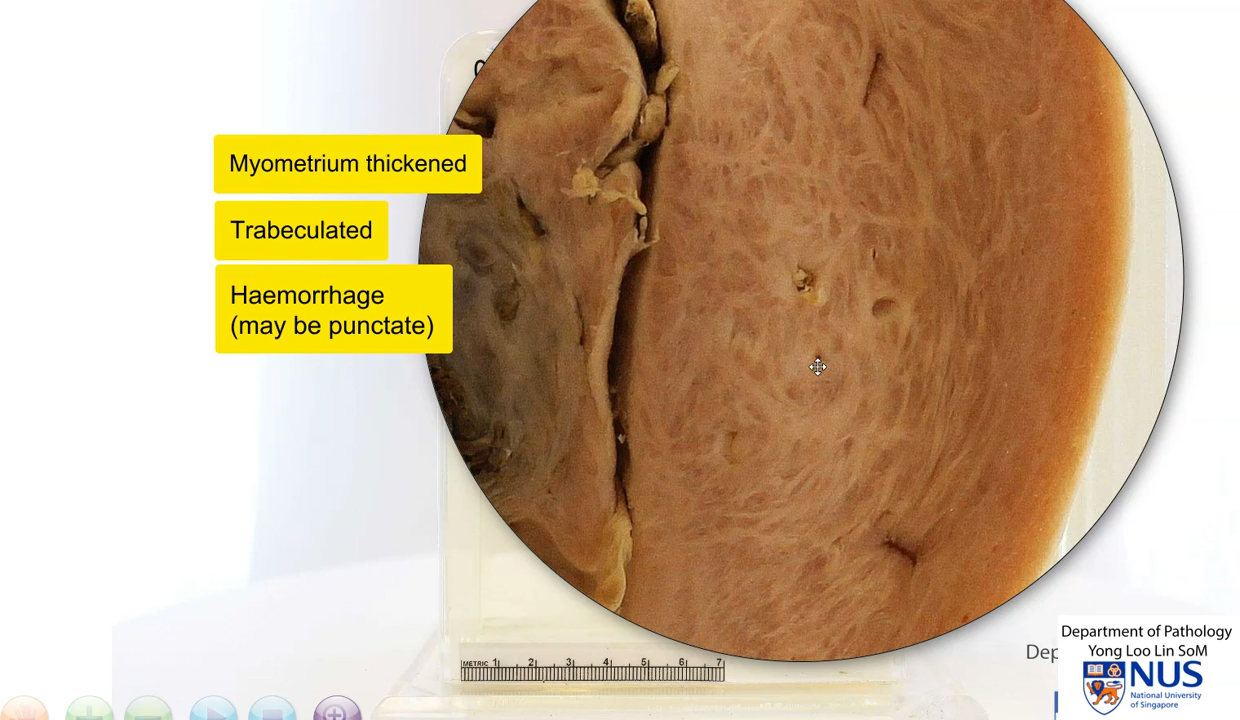 Myometrium thickened
Trabeculated
Haemorrhage
(may be punctate)
METRIC 1 2 3 4 5 6 7
Dep
Department of Pathology
Yong Loo Lin SoM
NUS
National University
of Singapore